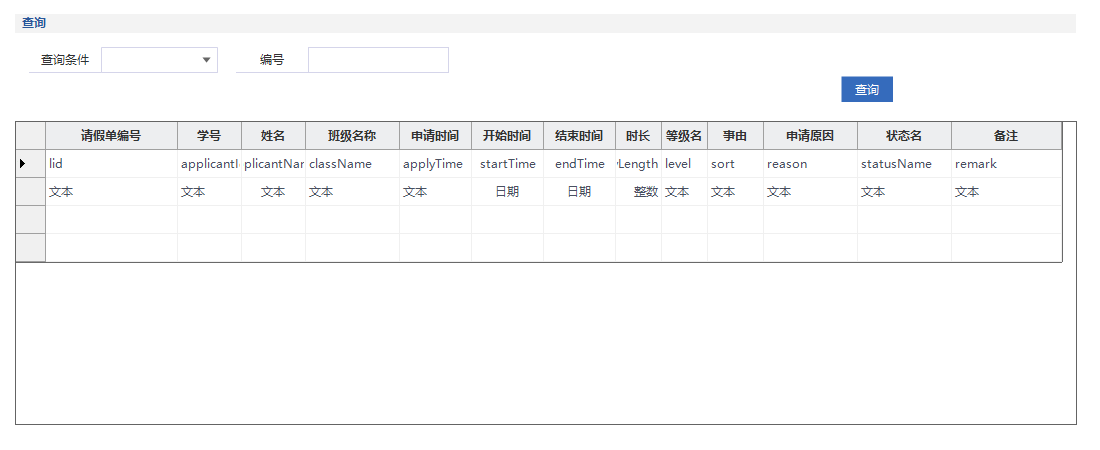 查询
查询条件 编号
查询
请假单编号 学号 姓名 班级名称 申请时间 开始时间 结束时间 时长 等级名 事由 申请原因 状态名 备注
lid applicantI plicantNar className applyTime startTime endTime Length level sort reason statusName remark
文本 文本 文本 文本 文本 日期 日期 整数 文本 文本 文本 文本 文本